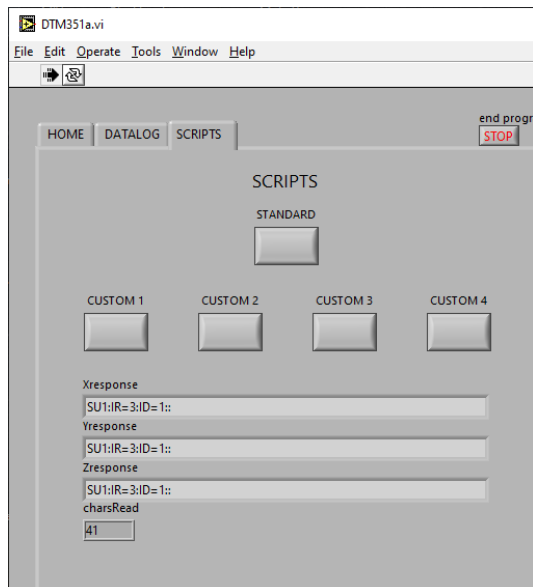 DTM351a.vi
File Edit Operate Tools Window Help
end progr
HOME DATALOG SCRIPTS STOP
SCRIPTS
STANDARD
CUSTOM 1 CUSTOM 2 CUSTOM 3 CUSTOM 4
Xresponse
SU1:IR=3:ID=1::
Yresponse
SU1:IR=3:ID=1::
Zresponse
SU1:IR=3:ID=1::
charsRead
41